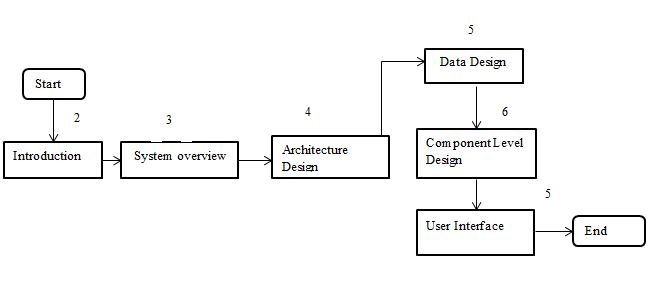 Start
2
Introduction
3
System overview
4
Architecture
Design
5
Data Design
6
Component Level
Design
5
User Interface
End